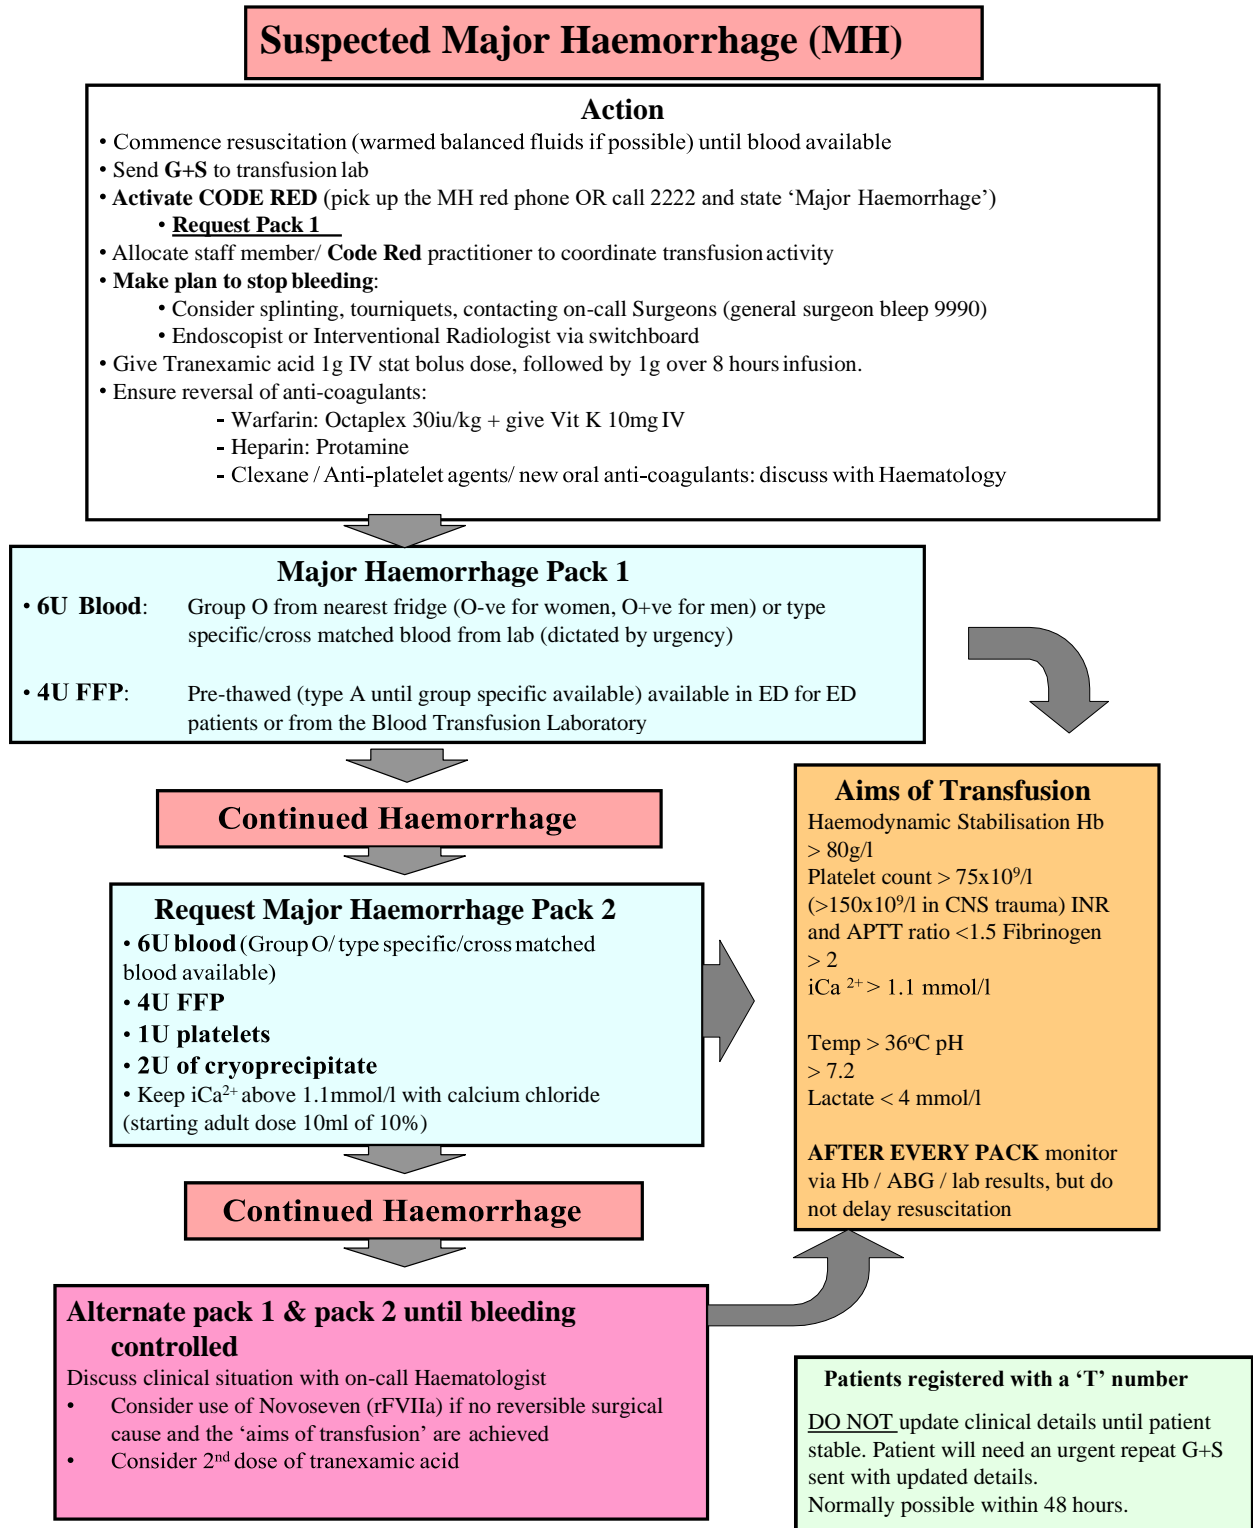 Suspected Major Haemorrhage (MH)
Action
• Commence resuscitation (warmed balanced fluids if possible) until blood available
• Send G+S to transfusion lab
• Activate CODE RED (pick up the MH red phone OR call 2222 and state ‘Major Haemorrhage’)
• Request Pack 1
• Allocate staff member/ Code Red practitioner to coordinate transfusion activity
• Make plan to stop bleeding:
• Consider splinting, tourniquets, contacting on-call Surgeons (general surgeon bleep 9990)
• Endoscopist or Interventional Radiologist via switchboard
• Give Tranexamic acid 1g IV stat bolus dose, followed by 1g over 8 hours infusion.
• Ensure reversal of anti-coagulants:
- Warfarin: Octaplex 30iu/kg + give Vit K 10mg IV
- Heparin: Protamine
- Clexane / Anti-platelet agents/ new oral anti-coagulants: discuss with Haematology
Major Haemorrhage Pack 1
• 6U Blood: Group O from nearest fridge (O-ve for women, O+ve for men) or type
specific/cross matched blood from lab (dictated by urgency)
• 4U FFP: Pre-thawed (type A until group specific available) available in ED for ED
patients or from the Blood Transfusion Laboratory
Continued Haemorrhage
Request Major Haemorrhage Pack 2
• 6U blood (Group O/ type specific/cross matched
blood available)
• 4U FFP
• 1U platelets
• 2U of cryoprecipitate
• Keep iCa²⁺ above 1.1mmol/l with calcium chloride
(starting adult dose 10ml of 10%)
Continued Haemorrhage
Alternate pack 1 & pack 2 until bleeding
controlled
Discuss clinical situation with on-call Haematologist
• Consider use of Novoseven (rFVIIa) if no reversible surgical
cause and the ‘aims of transfusion’ are achieved
• Consider 2ⁿᵈ dose of tranexamic acid
Aims of Transfusion
Haemodynamic Stabilisation Hb
> 80g/l
Platelet count > 75x10⁹/l
(>150x10⁹/l in CNS trauma) INR
and APTT ratio <1.5 Fibrinogen
> 2
iCa ²⁺ > 1.1 mmol/l
Temp > 36ºC pH
> 7.2
Lactate < 4 mmol/l
AFTER EVERY PACK monitor
via Hb / ABG / lab results, but do
not delay resuscitation
Patients registered with a ‘T’ number
DO NOT update clinical details until patient
stable. Patient will need an urgent repeat G+S
sent with updated details.
Normally possible within 48 hours.